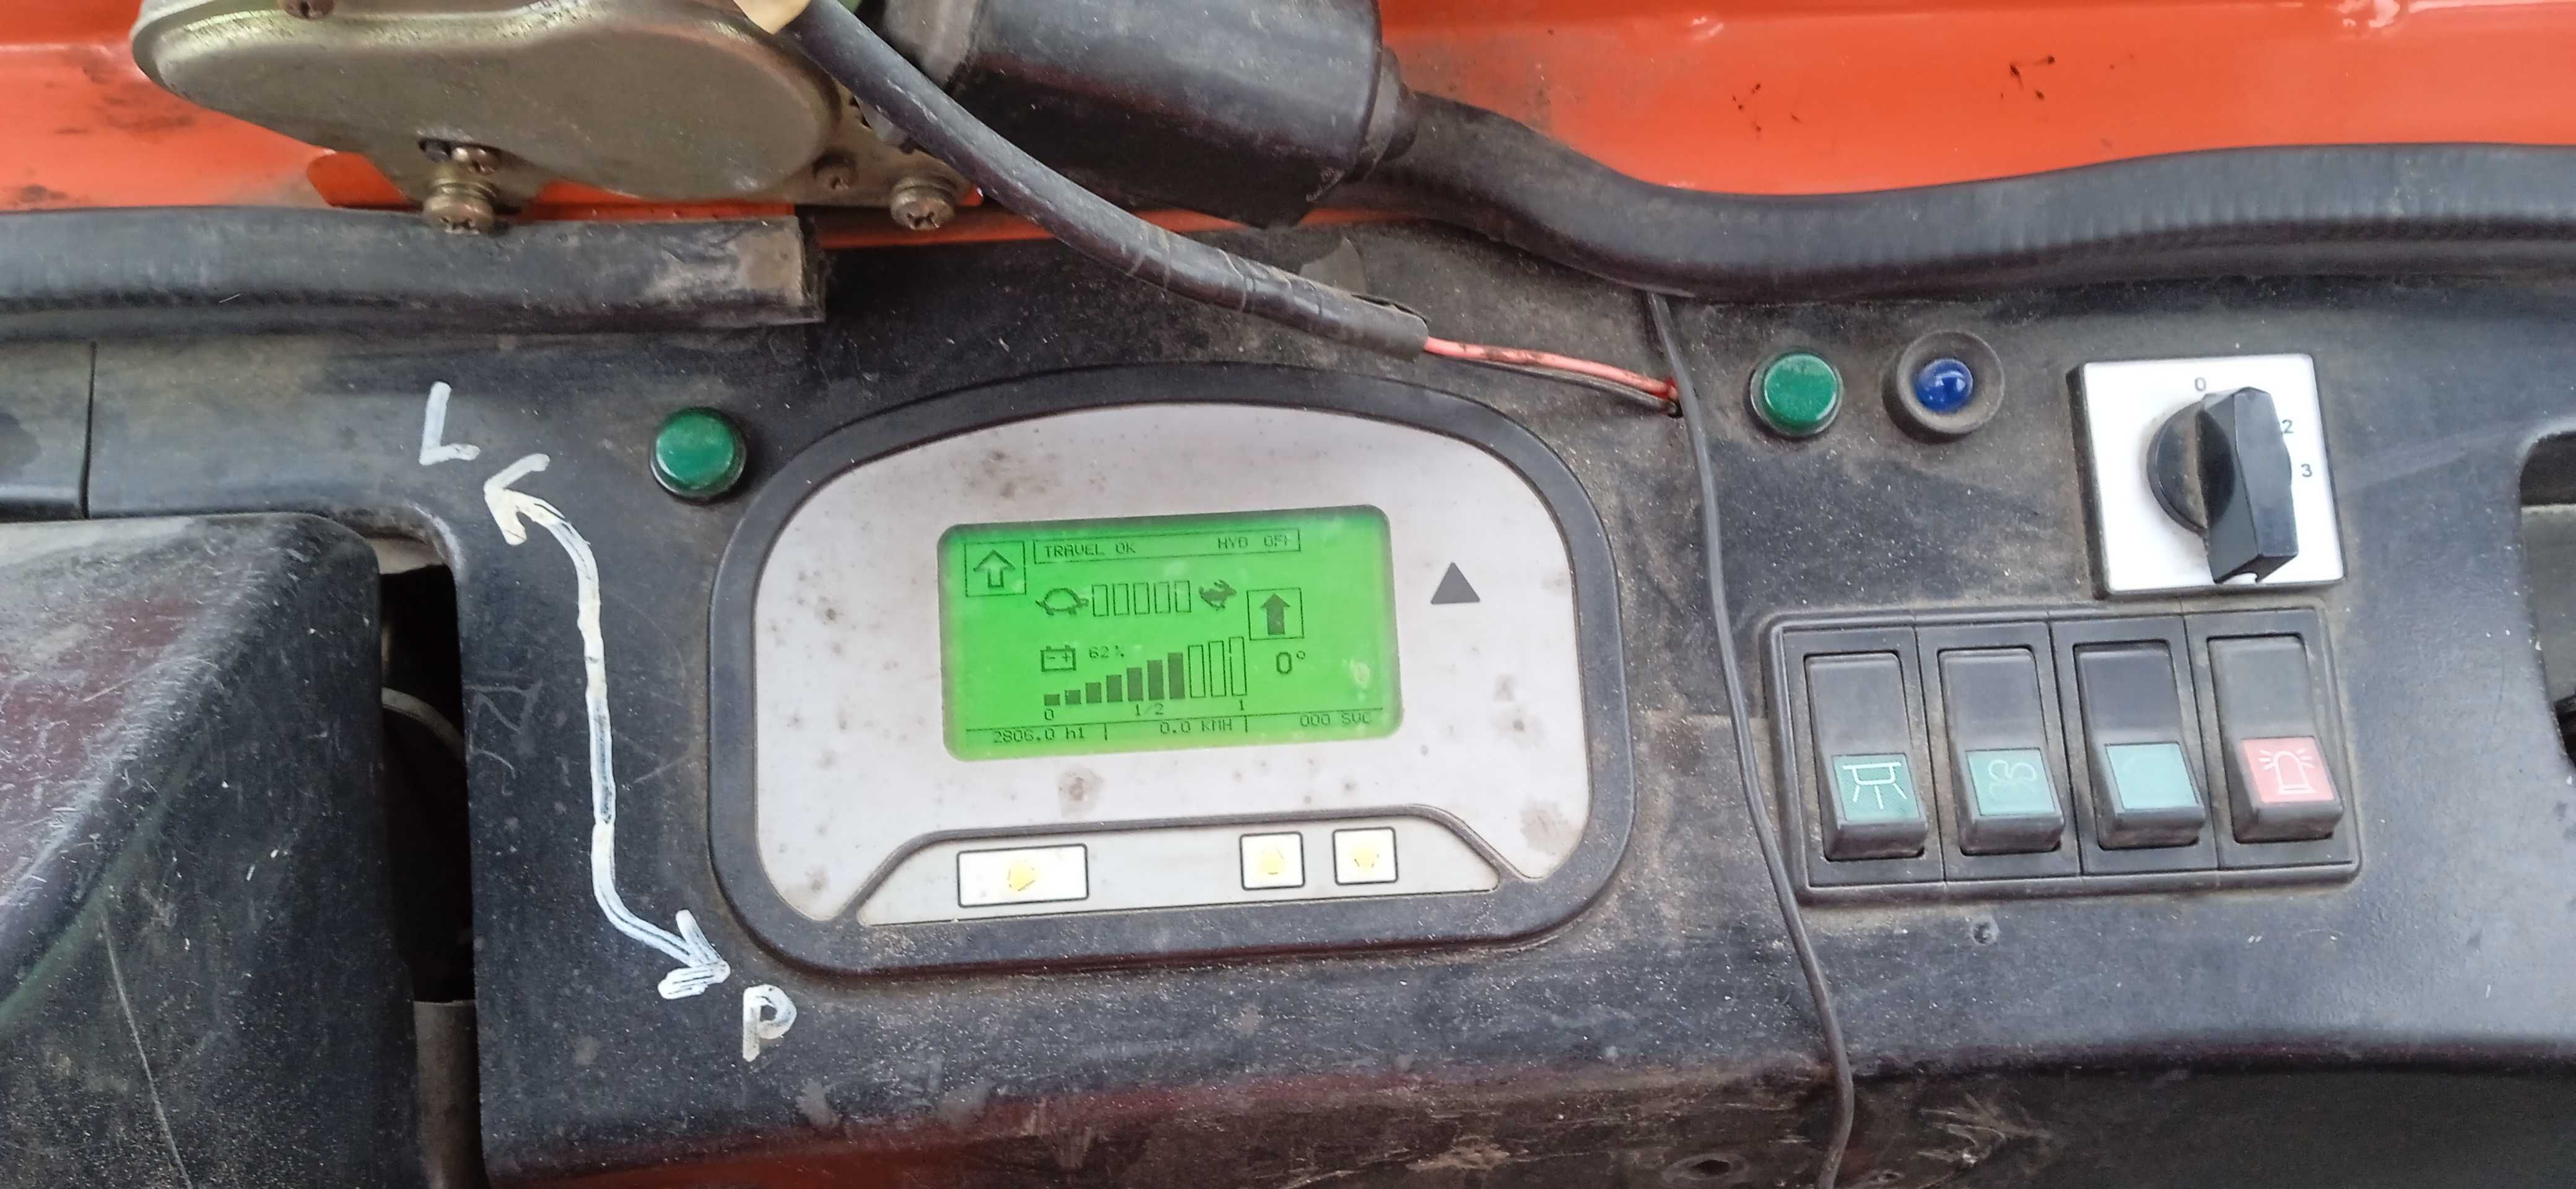 L
TRAVEL OK HYD OFF
62%
0°
0 1/2 1
2806.0 h1 0.0 KMH 000 SVC
P
0
2
3